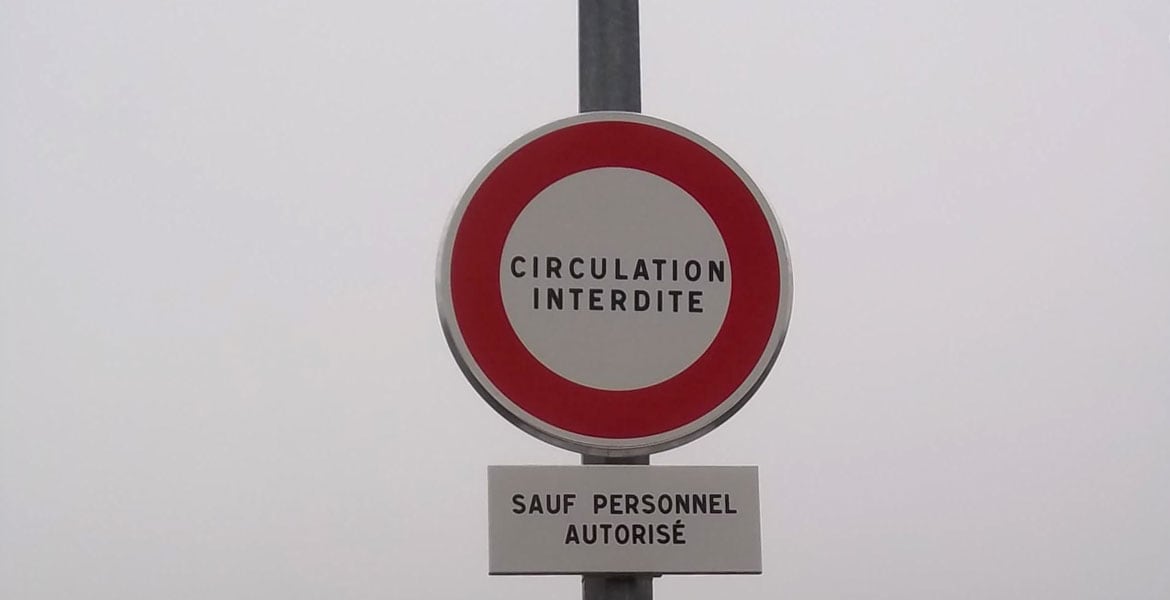 CIRCULATION
INTERDITE
SAUF PERSONNEL
AUTORISÉ